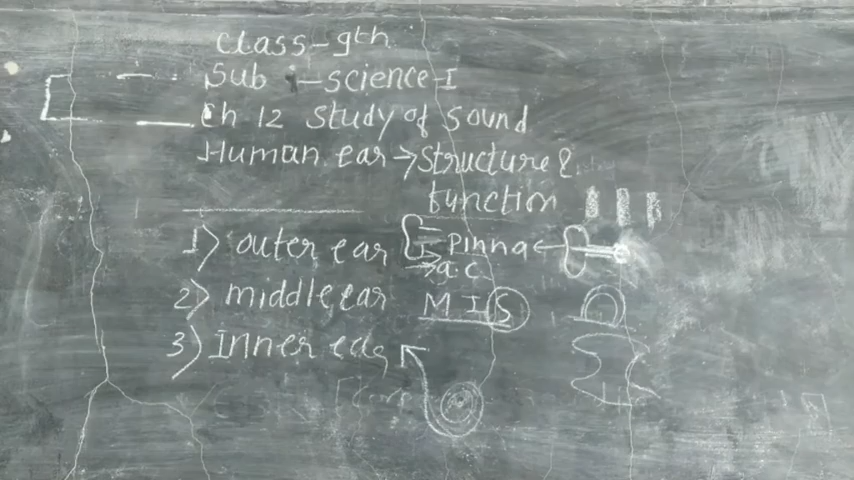 Class-9th
Sub :-science-I
Ch 12 Study of Sound
Human ear → Structure &
function
1) outer ear → Pinna ←
→ a.c.
2) middle ear M I S
3) Inner ear